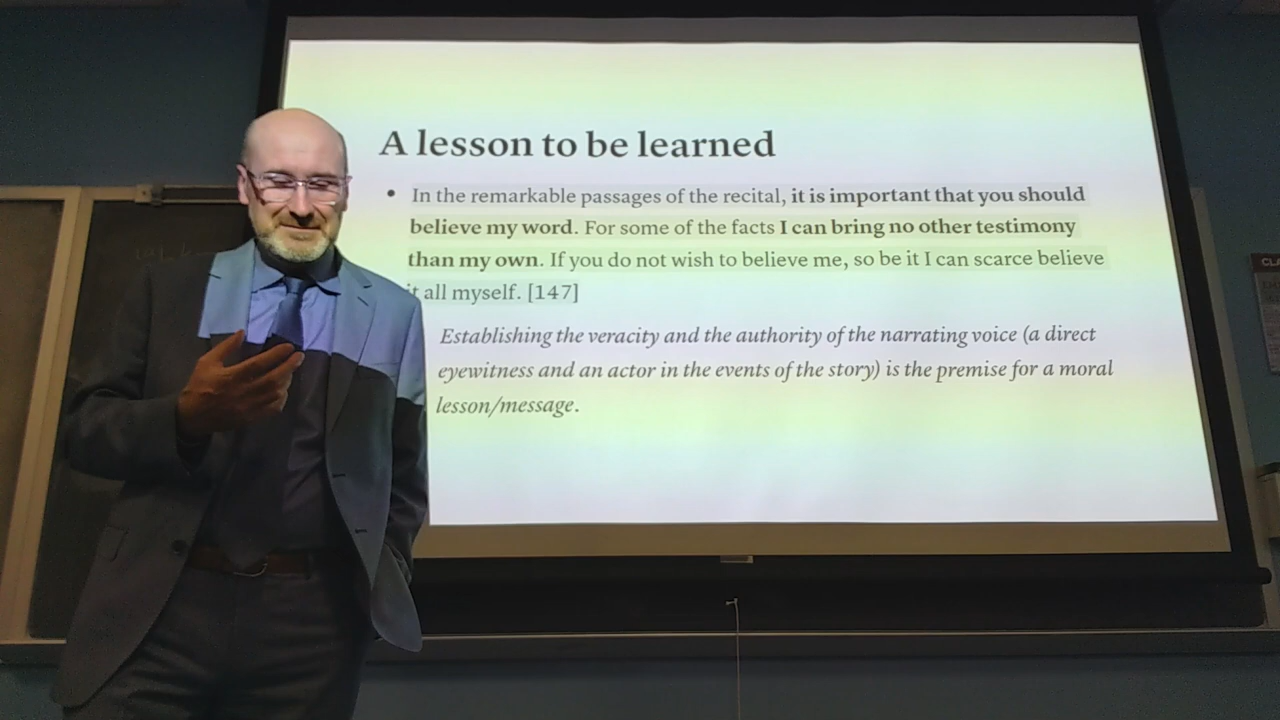 A lesson to be learned
• In the remarkable passages of the recital, it is important that you should
believe my word. For some of the facts I can bring no other testimony
than my own. If you do not wish to believe me, so be it I can scarce believe
it all myself. [147]
Establishing the veracity and the authority of the narrating voice (a direct
eyewitness and an actor in the events of the story) is the premise for a moral
lesson/message.
CLA